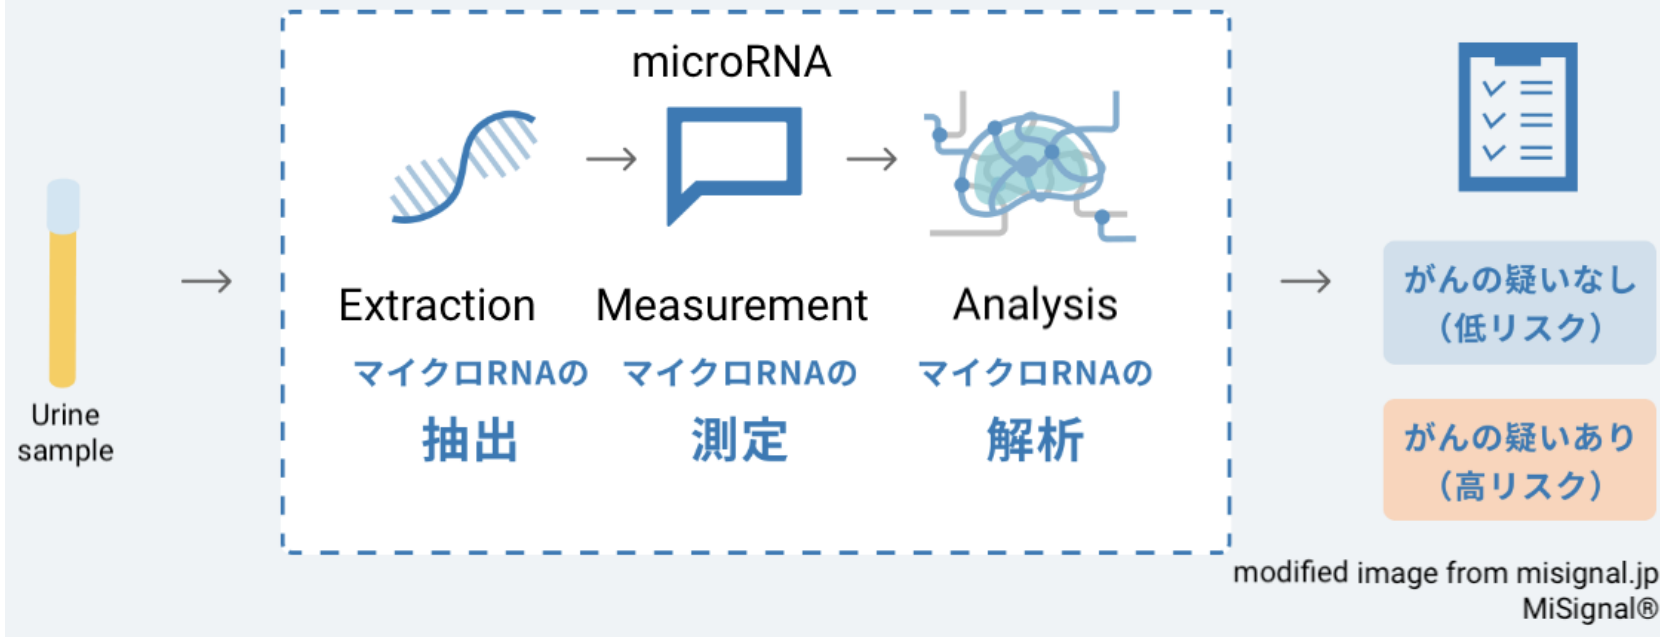 microRNA
Urine
sample
Extraction
マイクロRNAの
抽出
Measurement
マイクロRNAの
測定
Analysis
マイクロRNAの
解析
がんの疑いなし
（低リスク）
がんの疑いあり
（高リスク）
modified image from misignal.jp
MiSignal®